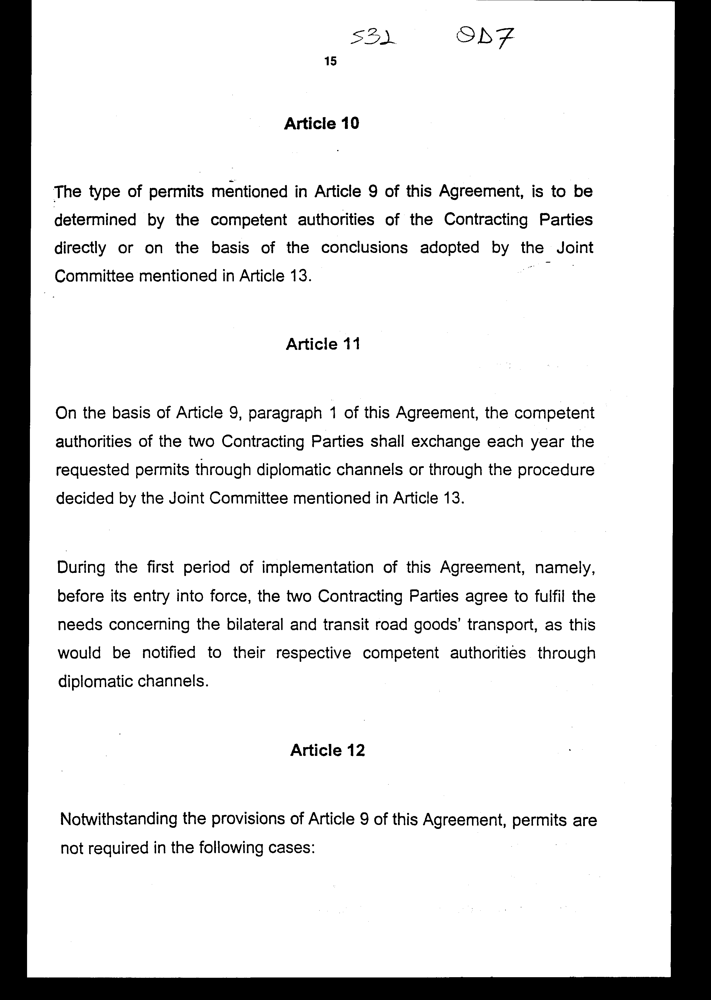 532 ΘΔ7
15
Article 10
The type of permits mentioned in Article 9 of this Agreement, is to be
determined by the competent authorities of the Contracting Parties
directly or on the basis of the conclusions adopted by the Joint
Committee mentioned in Article 13.
Article 11
On the basis of Article 9, paragraph 1 of this Agreement, the competent
authorities of the two Contracting Parties shall exchange each year the
requested permits through diplomatic channels or through the procedure
decided by the Joint Committee mentioned in Article 13.
During the first period of implementation of this Agreement, namely,
before its entry into force, the two Contracting Parties agree to fulfil the
needs concerning the bilateral and transit road goods' transport, as this
would be notified to their respective competent authorities through
diplomatic channels.
Article 12
Notwithstanding the provisions of Article 9 of this Agreement, permits are
not required in the following cases: